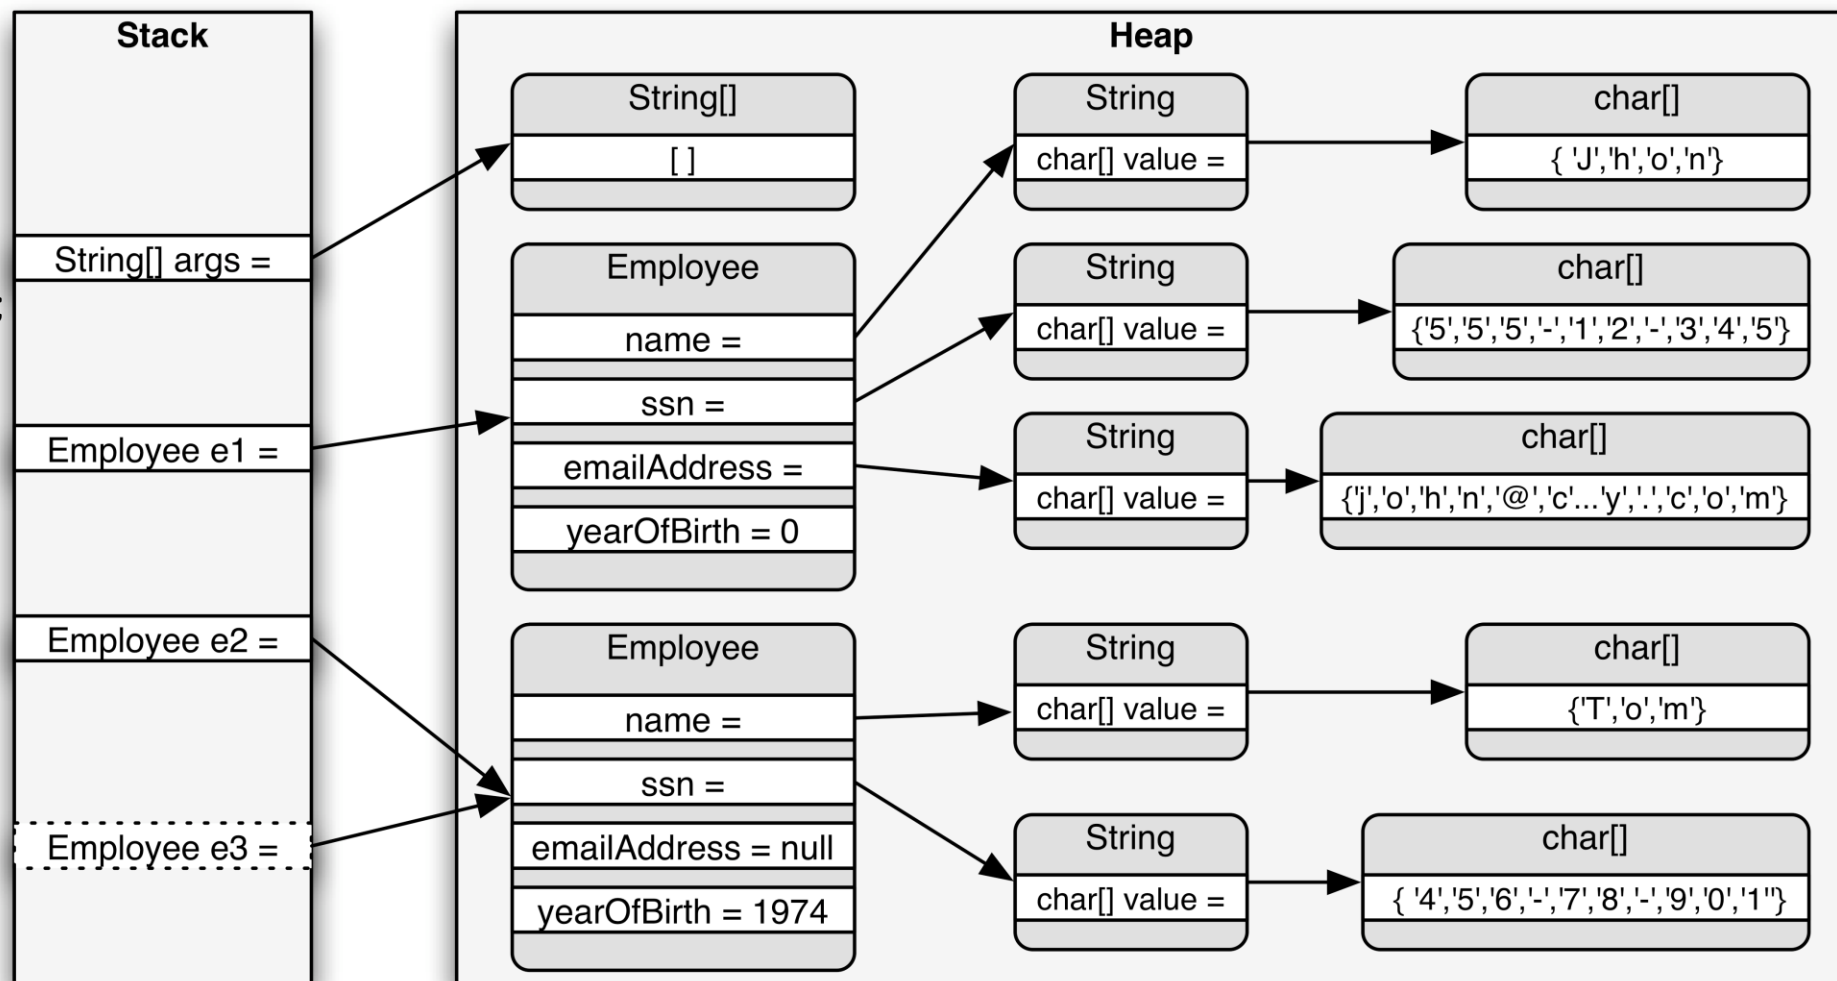 Stack
String[] args =
Employee e1 =
Employee e2 =
Employee e3 =
Heap
String[]
[ ]
String
char[] value =
char[]
{ 'J','h','o','n'}
Employee
name =
ssn =
emailAddress =
yearOfBirth = 0
String
char[] value =
char[]
{'5','5','5','-','1','2','-','3','4','5'}
String
char[] value =
char[]
{'j','o','h','n','@','c'...'y','.','c','o','m'}
Employee
name =
ssn =
emailAddress = null
yearOfBirth = 1974
String
char[] value =
char[]
{'T','o','m'}
String
char[] value =
char[]
{ '4','5','6','-','7','8','-','9','0','1''}